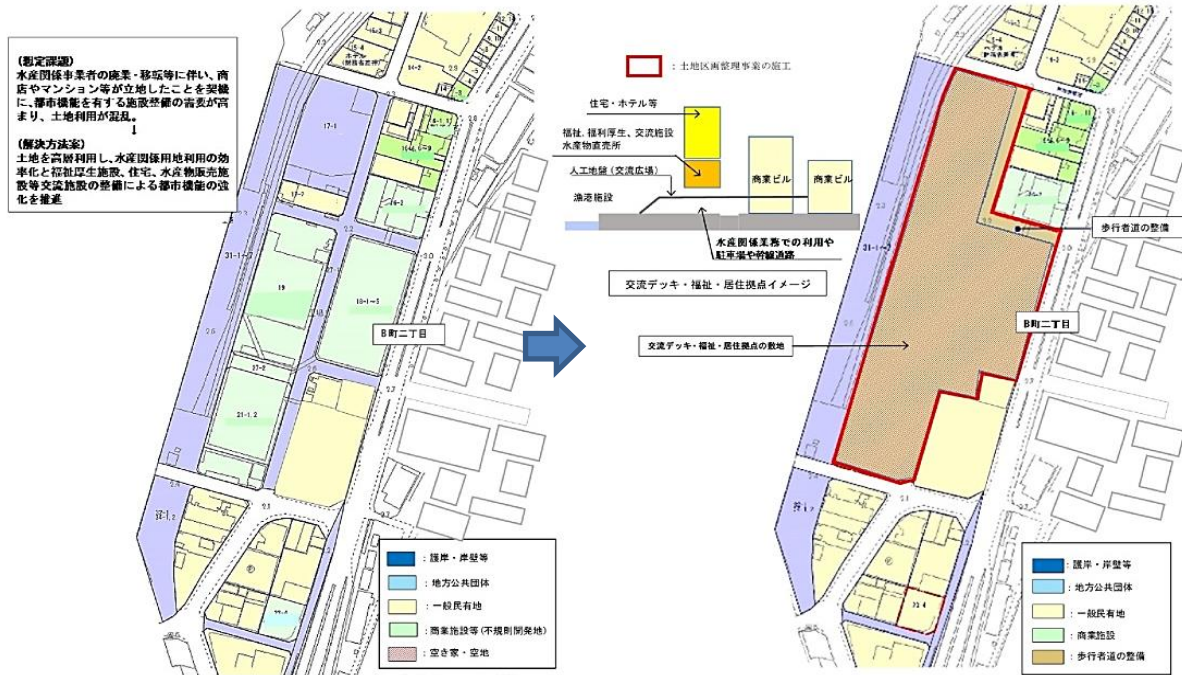 (想定課題)
水産関係事業者の廃業・移転等に伴い、商
店やマンション等が立地したことを契機
に、都市機能を有する施設整備の需要が高
まり、土地利用が混乱。
↓
(解決方法案)
土地を高層利用し、水産関係用地利用の効
率化と福祉厚生施設、住宅、水産物販売施
設等交流施設の整備による都市機能の強
化を推進
17-1
17-2
31-1~7
19
18-1~5
21-1,2
B町二丁目
:護岸・岸壁等
:地方公共団体
:一般民有地
:商業施設等(不規則開発地)
:空き家・空地
:土地区画整理事業の施工
住宅・ホテル等
福祉、福利厚生、交流施設
水産物直売所
人工地盤(交流広場)
漁港施設
商業ビル
商業ビル
水産関係業務での利用や
駐車場や幹線道路
交流デッキ・福祉・居住拠点イメージ
歩行者道の整備
31-1~7
B町二丁目
交流デッキ・福祉・居住拠点の敷地
:護岸・岸壁等
:地方公共団体
:一般民有地
:商業施設
:歩行者道の整備